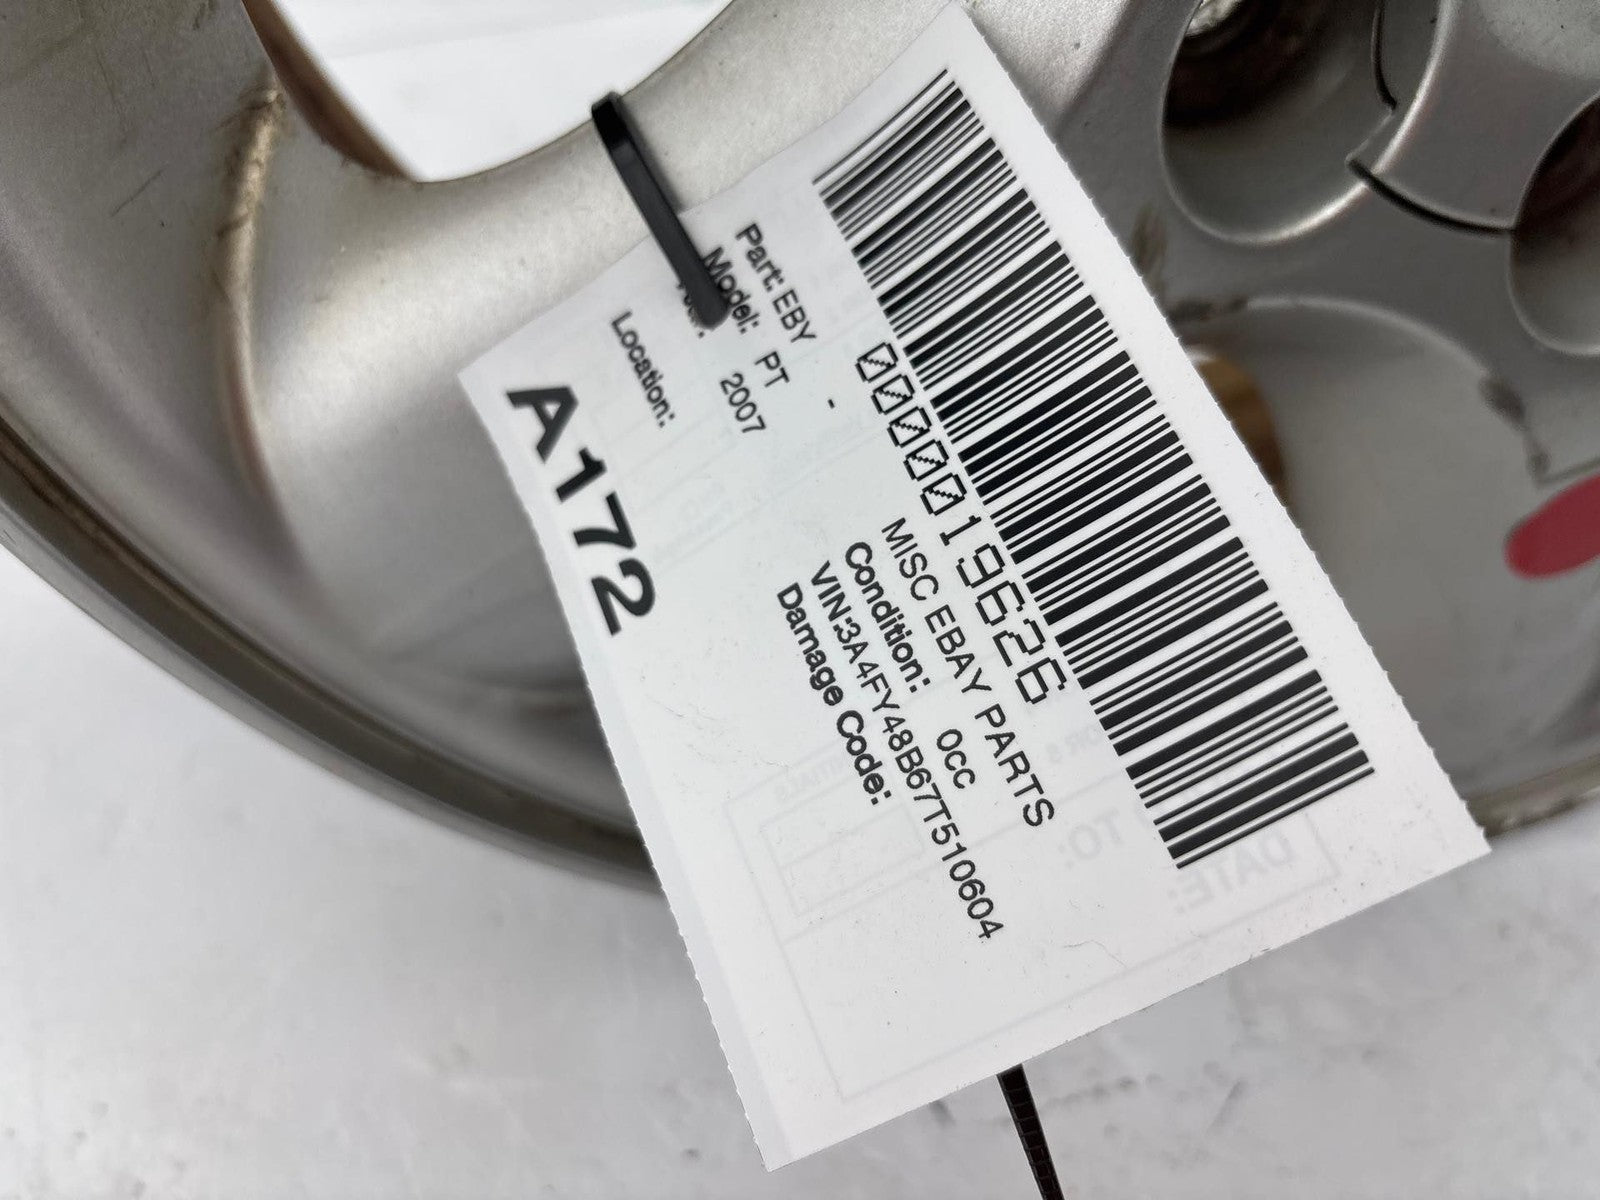 0000019626
Part: EBY - MISC EBAY PARTS
Model: PT Condition: 0cc
2007 VIN:3A4FY48B67T510604
Location: Damage Code:
A172
DATE:
TO: